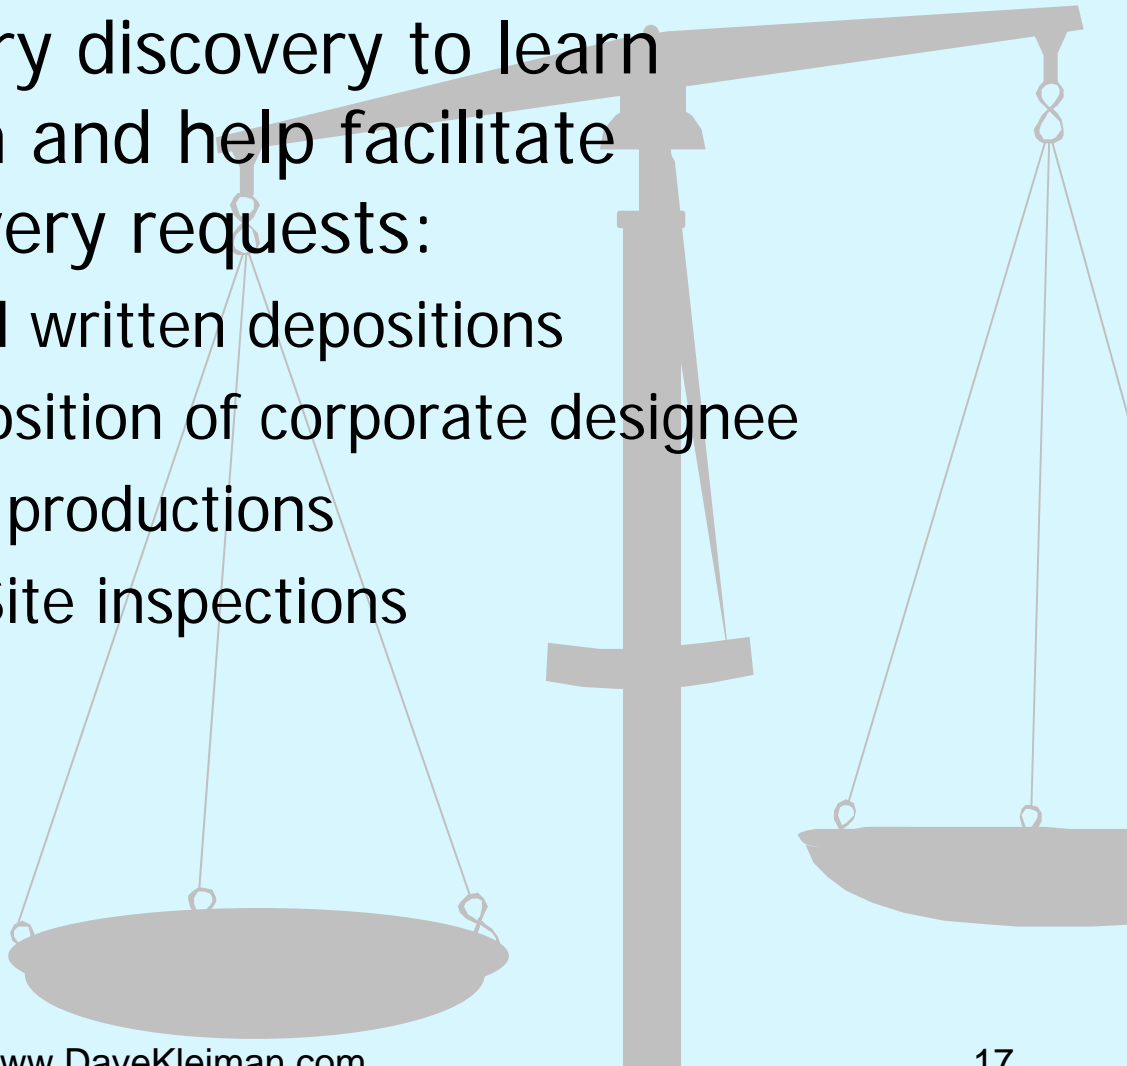 ry discovery to learn
and help facilitate
very requests:
written depositions
osition of corporate designee
productions
Site inspections
ww.DaveKleiman.com
17